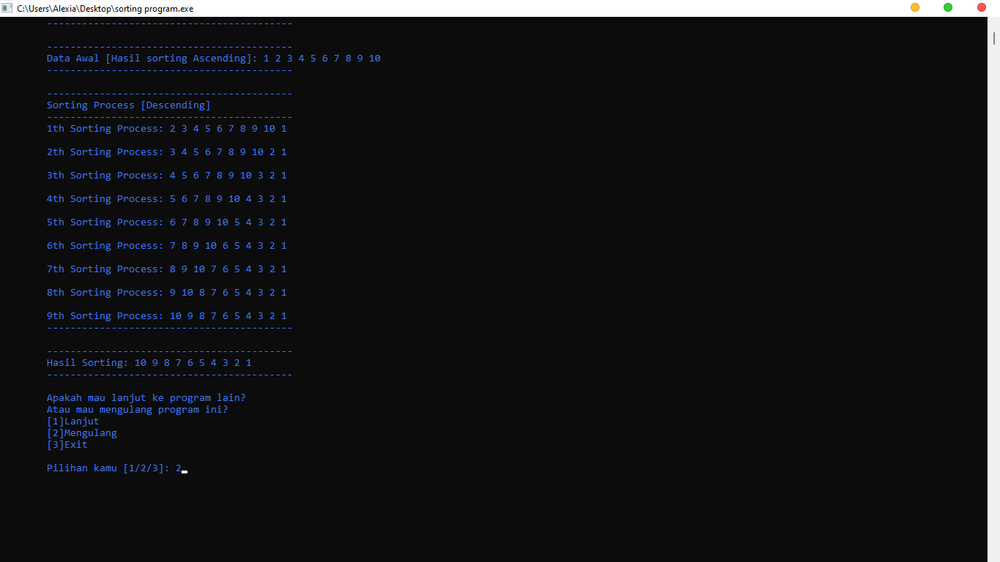 C:\Users\Alexia\Desktop\sorting program.exe
------------------------------------------
------------------------------------------
Data Awal [Hasil sorting Ascending]: 1 2 3 4 5 6 7 8 9 10
------------------------------------------
------------------------------------------
Sorting Process [Descending]
------------------------------------------
1th Sorting Process: 2 3 4 5 6 7 8 9 10 1
2th Sorting Process: 3 4 5 6 7 8 9 10 2 1
3th Sorting Process: 4 5 6 7 8 9 10 3 2 1
4th Sorting Process: 5 6 7 8 9 10 4 3 2 1
5th Sorting Process: 6 7 8 9 10 5 4 3 2 1
6th Sorting Process: 7 8 9 10 6 5 4 3 2 1
7th Sorting Process: 8 9 10 7 6 5 4 3 2 1
8th Sorting Process: 9 10 8 7 6 5 4 3 2 1
9th Sorting Process: 10 9 8 7 6 5 4 3 2 1
------------------------------------------
------------------------------------------
Hasil Sorting: 10 9 8 7 6 5 4 3 2 1
------------------------------------------
Apakah mau lanjut ke program lain?
Atau mau mengulang program ini?
[1]Lanjut
[2]Mengulang
[3]Exit
Pilihan kamu [1/2/3]: 2